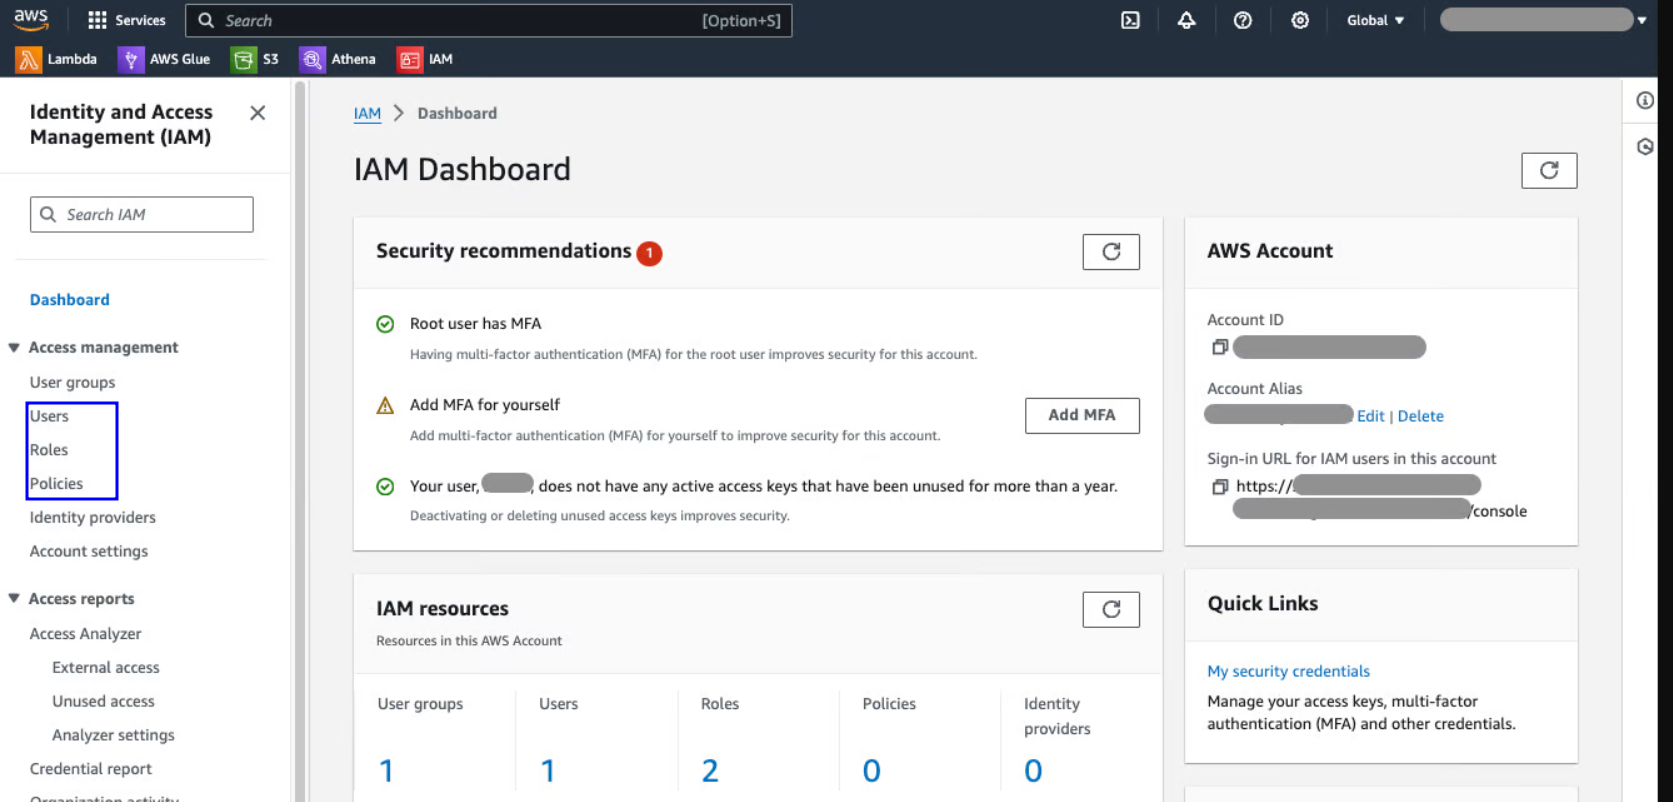 aws
Services
Search
[Option+S]
Global
Lambda
AWS Glue
S3
Athena
IAM
Identity and Access
Management (IAM)
Search IAM
Dashboard
Access management
User groups
Users
Roles
Policies
Identity providers
Account settings
Access reports
Access Analyzer
External access
Unused access
Analyzer settings
Credential report
Organization activity
IAM > Dashboard
IAM Dashboard
Security recommendations 1
Root user has MFA
Having multi-factor authentication (MFA) for the root user improves security for this account.
Add MFA for yourself
Add multi-factor authentication (MFA) for yourself to improve security for this account.
Add MFA
Your user, , does not have any active access keys that have been unused for more than a year.
Deactivating or deleting unused access keys improves security.
IAM resources
Resources in this AWS Account
User groups
1
Users
1
Roles
2
Policies
0
Identity
providers
0
AWS Account
Account ID
Account Alias
Edit | Delete
Sign-in URL for IAM users in this account
https://
/console
Quick Links
My security credentials
Manage your access keys, multi-factor
authentication (MFA) and other credentials.